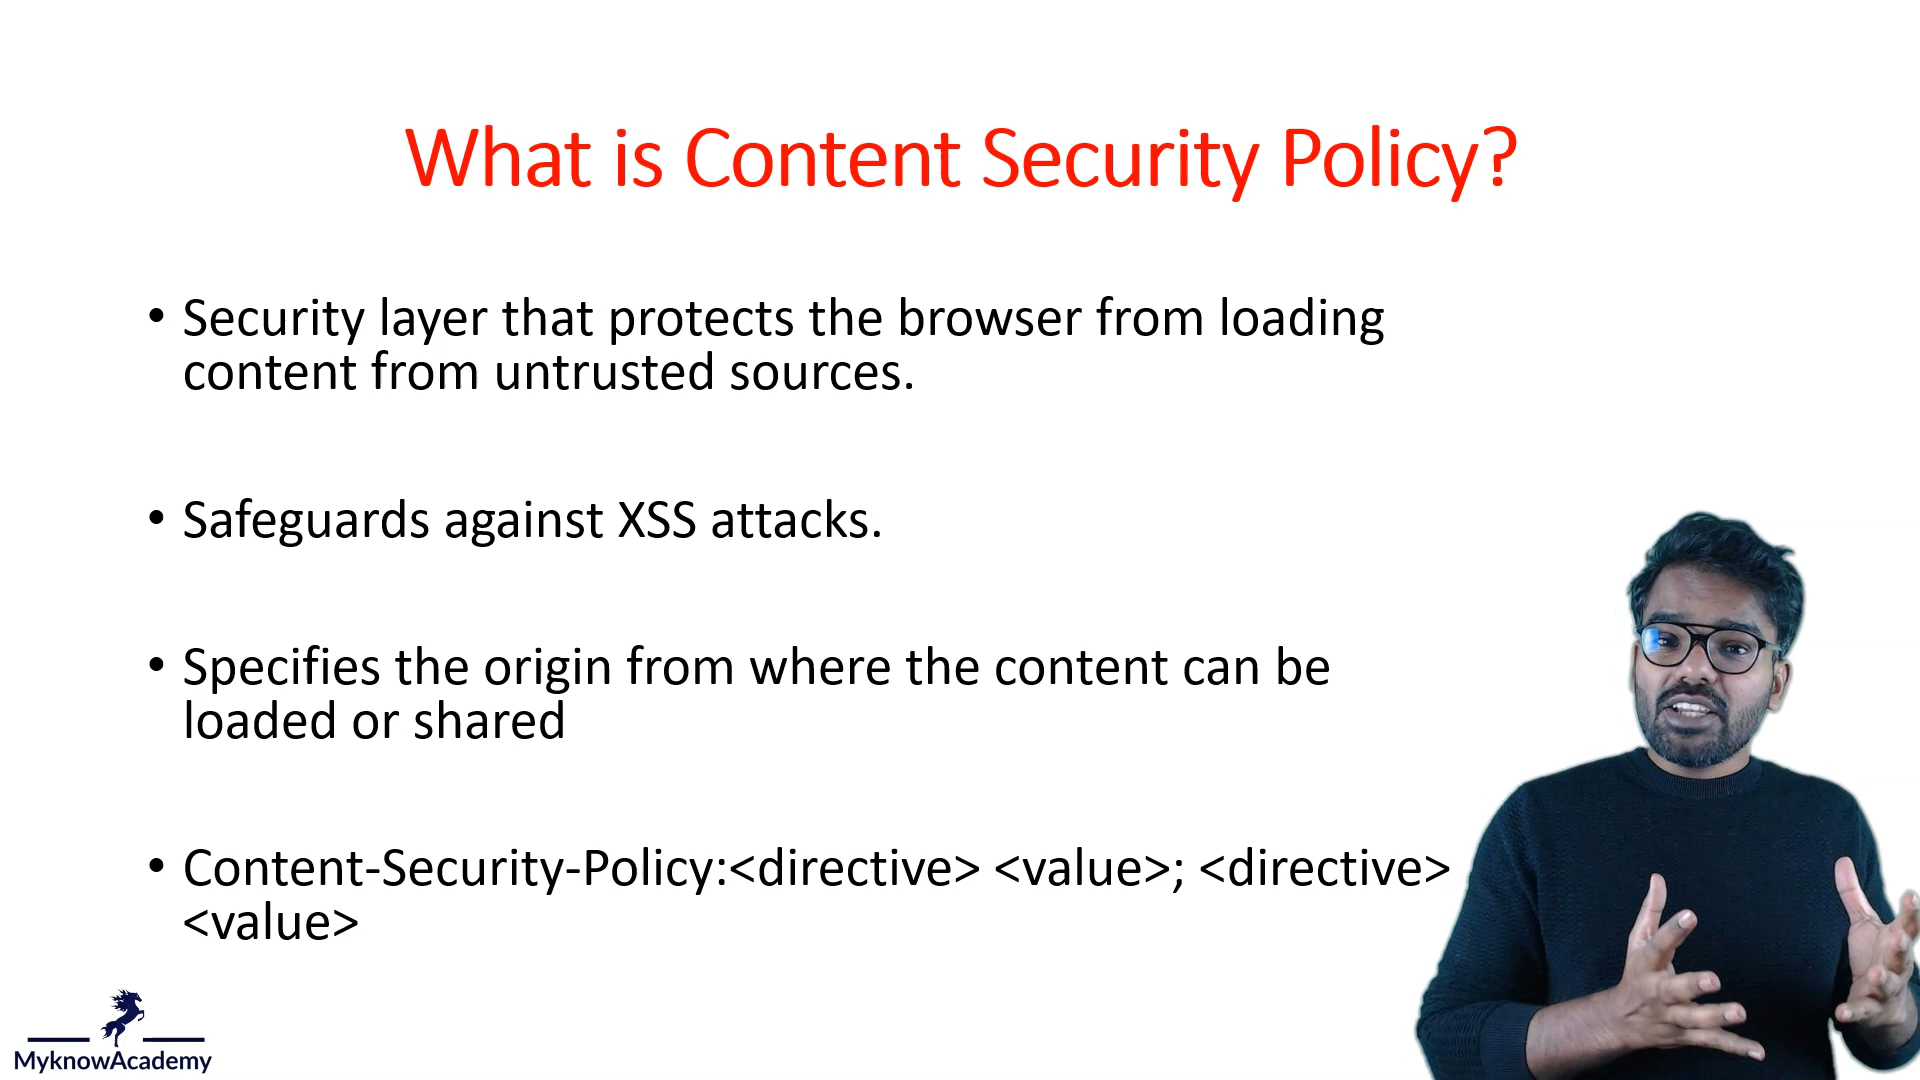 What is Content Security Policy?
• Security layer that protects the browser from loading
content from untrusted sources.
• Safeguards against XSS attacks.
• Specifies the origin from where the content can be
loaded or shared
• Content-Security-Policy:<directive> <value>; <directive>
<value>
MyknowAcademy